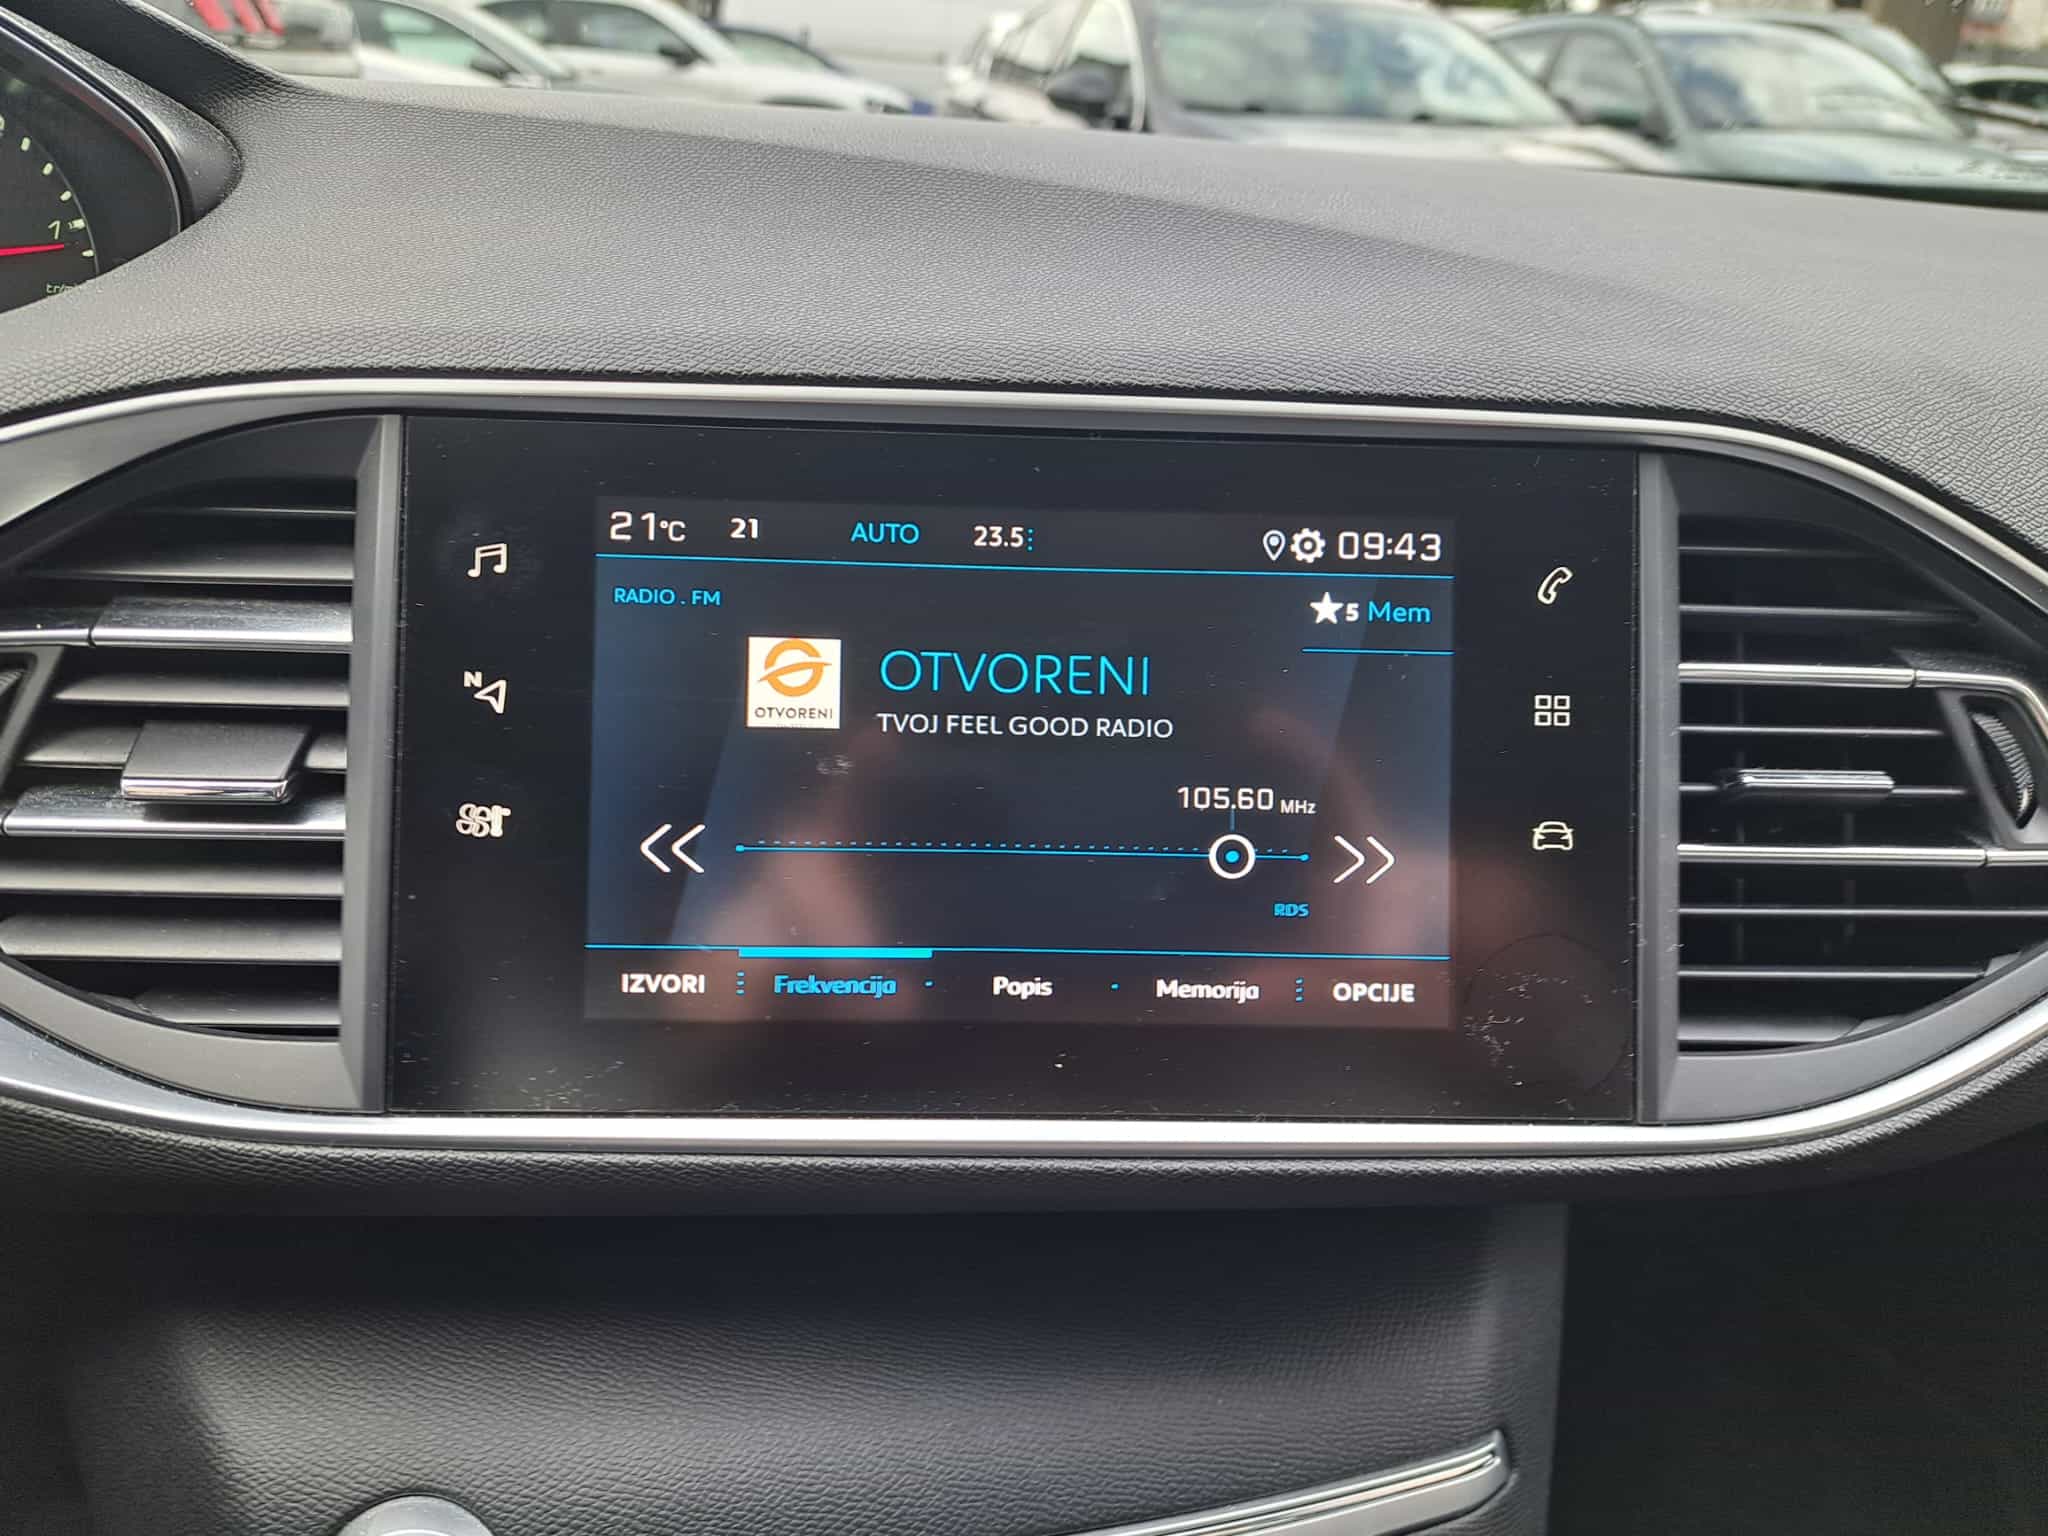 1
21°C 21 AUTO 23.5 09:43
RADIO . FM
5 Mem
OTVORENI
OTVORENI
TVOJ FEEL GOOD RADIO
105.60 MHz
N
RDS
IZVORI Frekvencija Popis Memorija OPCIJE